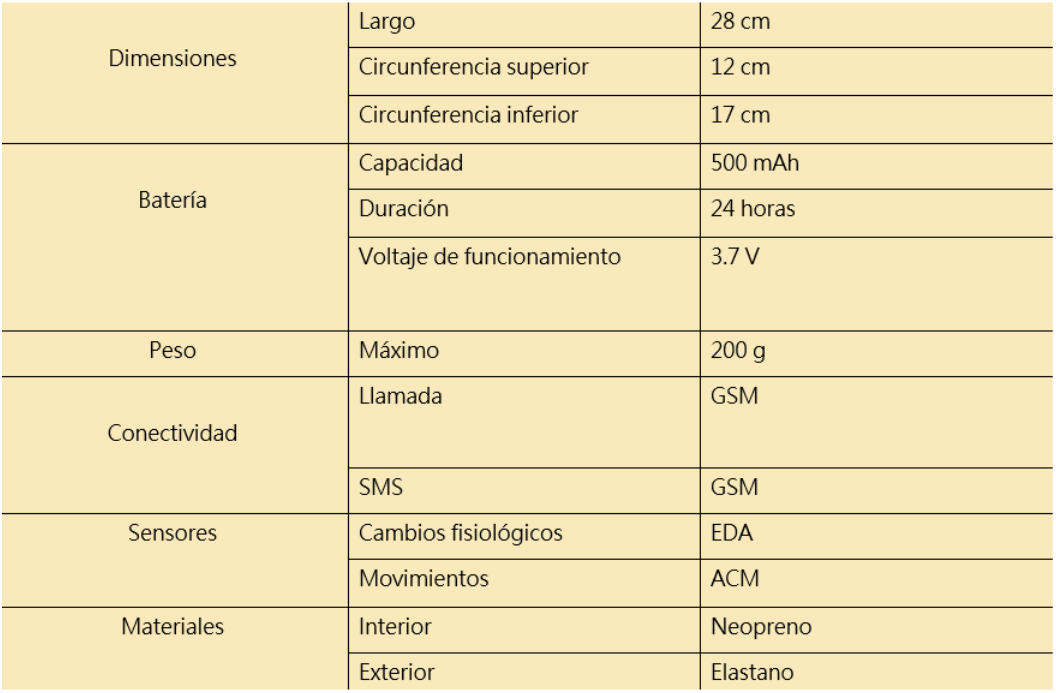 Dimensiones
Largo
28 cm
Circunferencia superior
12 cm
Circunferencia inferior
17 cm
Batería
Capacidad
500 mAh
Duración
24 horas
Voltaje de funcionamiento
3.7 V
Peso
Máximo
200 g
Conectividad
Llamada
GSM
SMS
GSM
Sensores
Cambios fisiológicos
EDA
Movimientos
ACM
Materiales
Interior
Neopreno
Exterior
Elastano